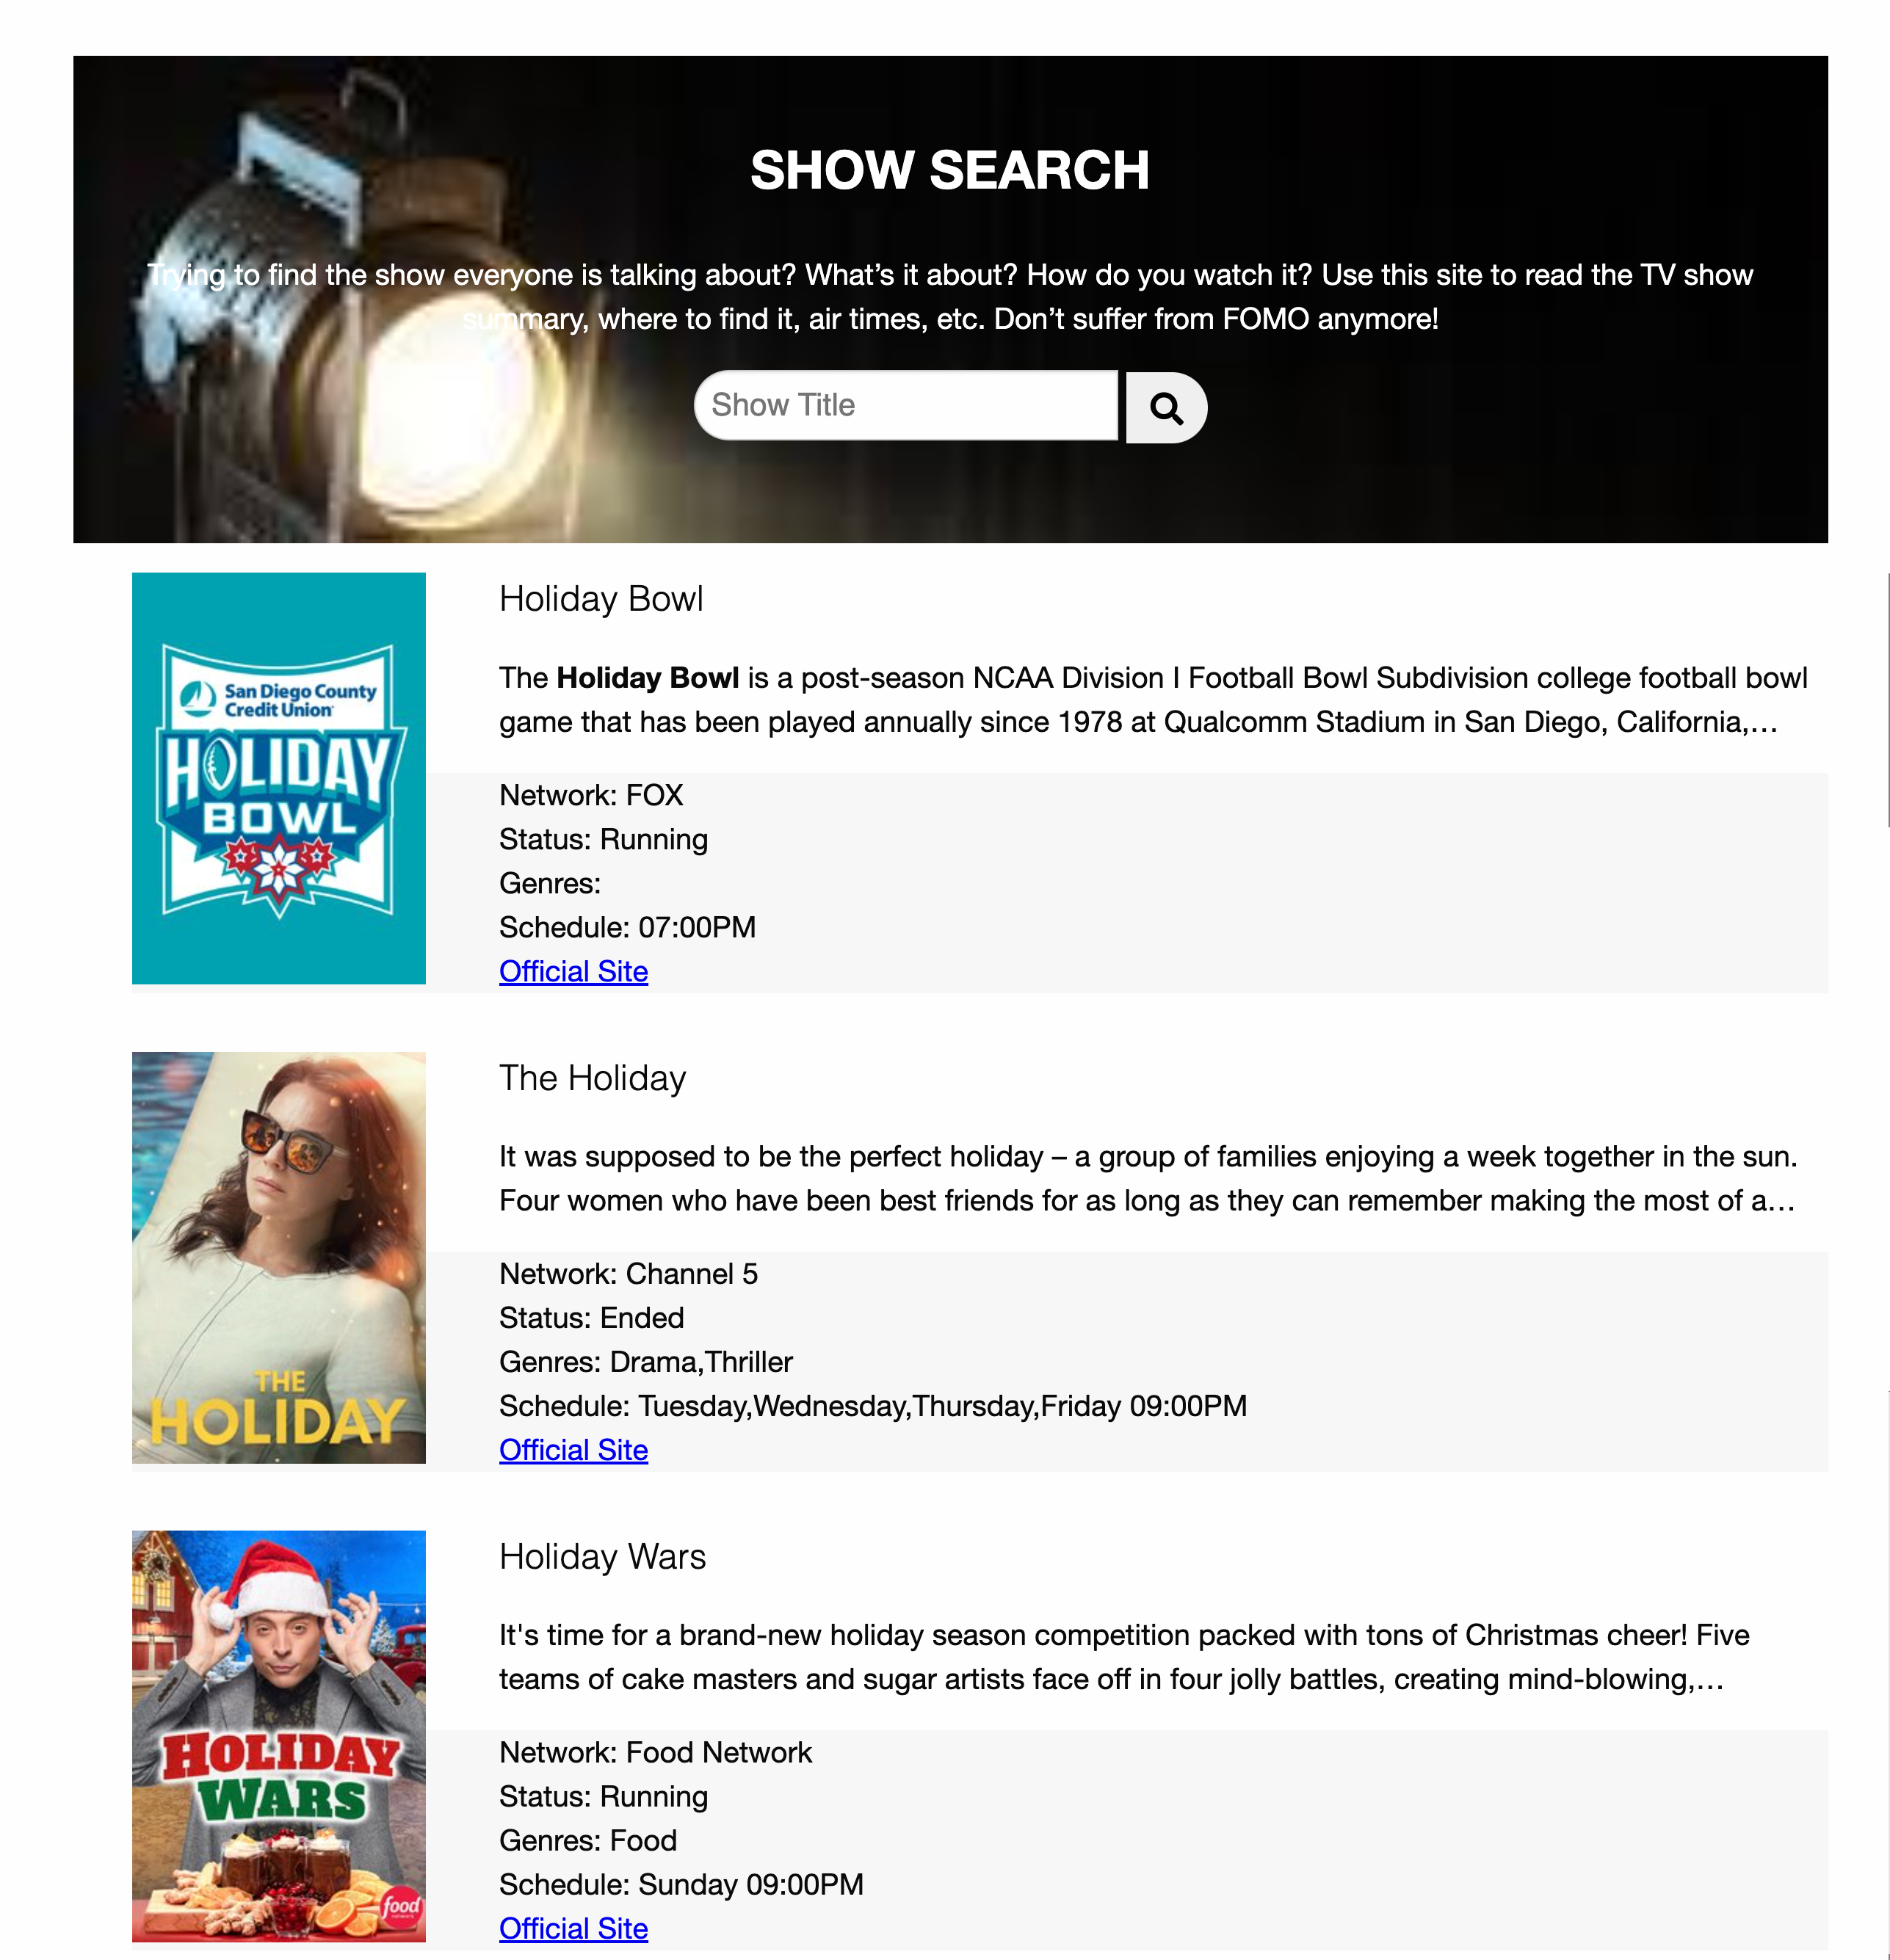 SHOW SEARCH
Trying to find the show everyone is talking about? What’s it about? How do you watch it? Use this site to read the TV show
summary, where to find it, air times, etc. Don’t suffer from FOMO anymore!
Show Title
San Diego County
Credit Union
HOLIDAY
BOWL
Holiday Bowl
The Holiday Bowl is a post-season NCAA Division I Football Bowl Subdivision college football bowl
game that has been played annually since 1978 at Qualcomm Stadium in San Diego, California,…
Network: FOX
Status: Running
Genres:
Schedule: 07:00PM
Official Site
THE
HOLIDAY
The Holiday
It was supposed to be the perfect holiday – a group of families enjoying a week together in the sun.
Four women who have been best friends for as long as they can remember making the most of a…
Network: Channel 5
Status: Ended
Genres: Drama,Thriller
Schedule: Tuesday,Wednesday,Thursday,Friday 09:00PM
Official Site
HOLIDAY
WARS
food
network
Holiday Wars
It's time for a brand-new holiday season competition packed with tons of Christmas cheer! Five
teams of cake masters and sugar artists face off in four jolly battles, creating mind-blowing,…
Network: Food Network
Status: Running
Genres: Food
Schedule: Sunday 09:00PM
Official Site